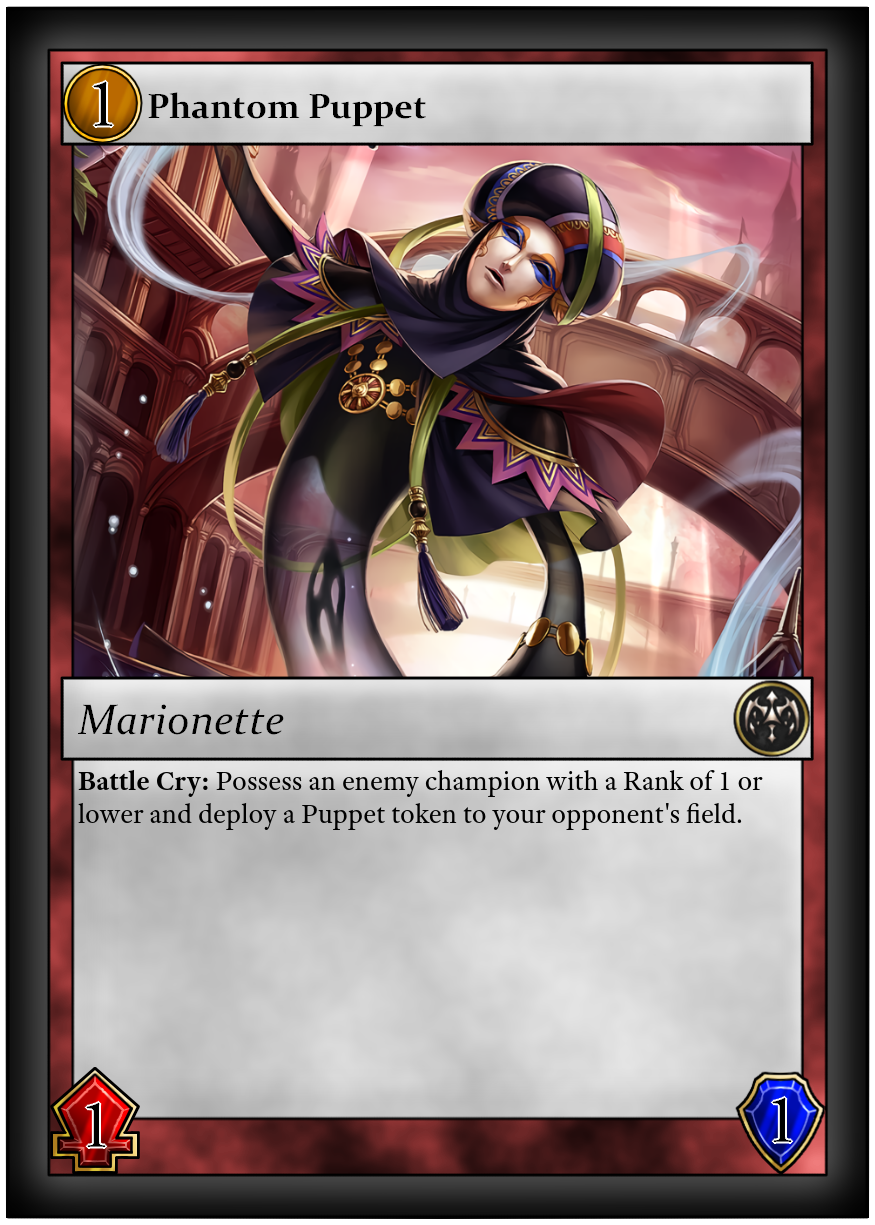 1 Phantom Puppet
Marionette
Battle Cry: Possess an enemy champion with a Rank of 1 or
lower and deploy a Puppet token to your opponent's field.
1
1